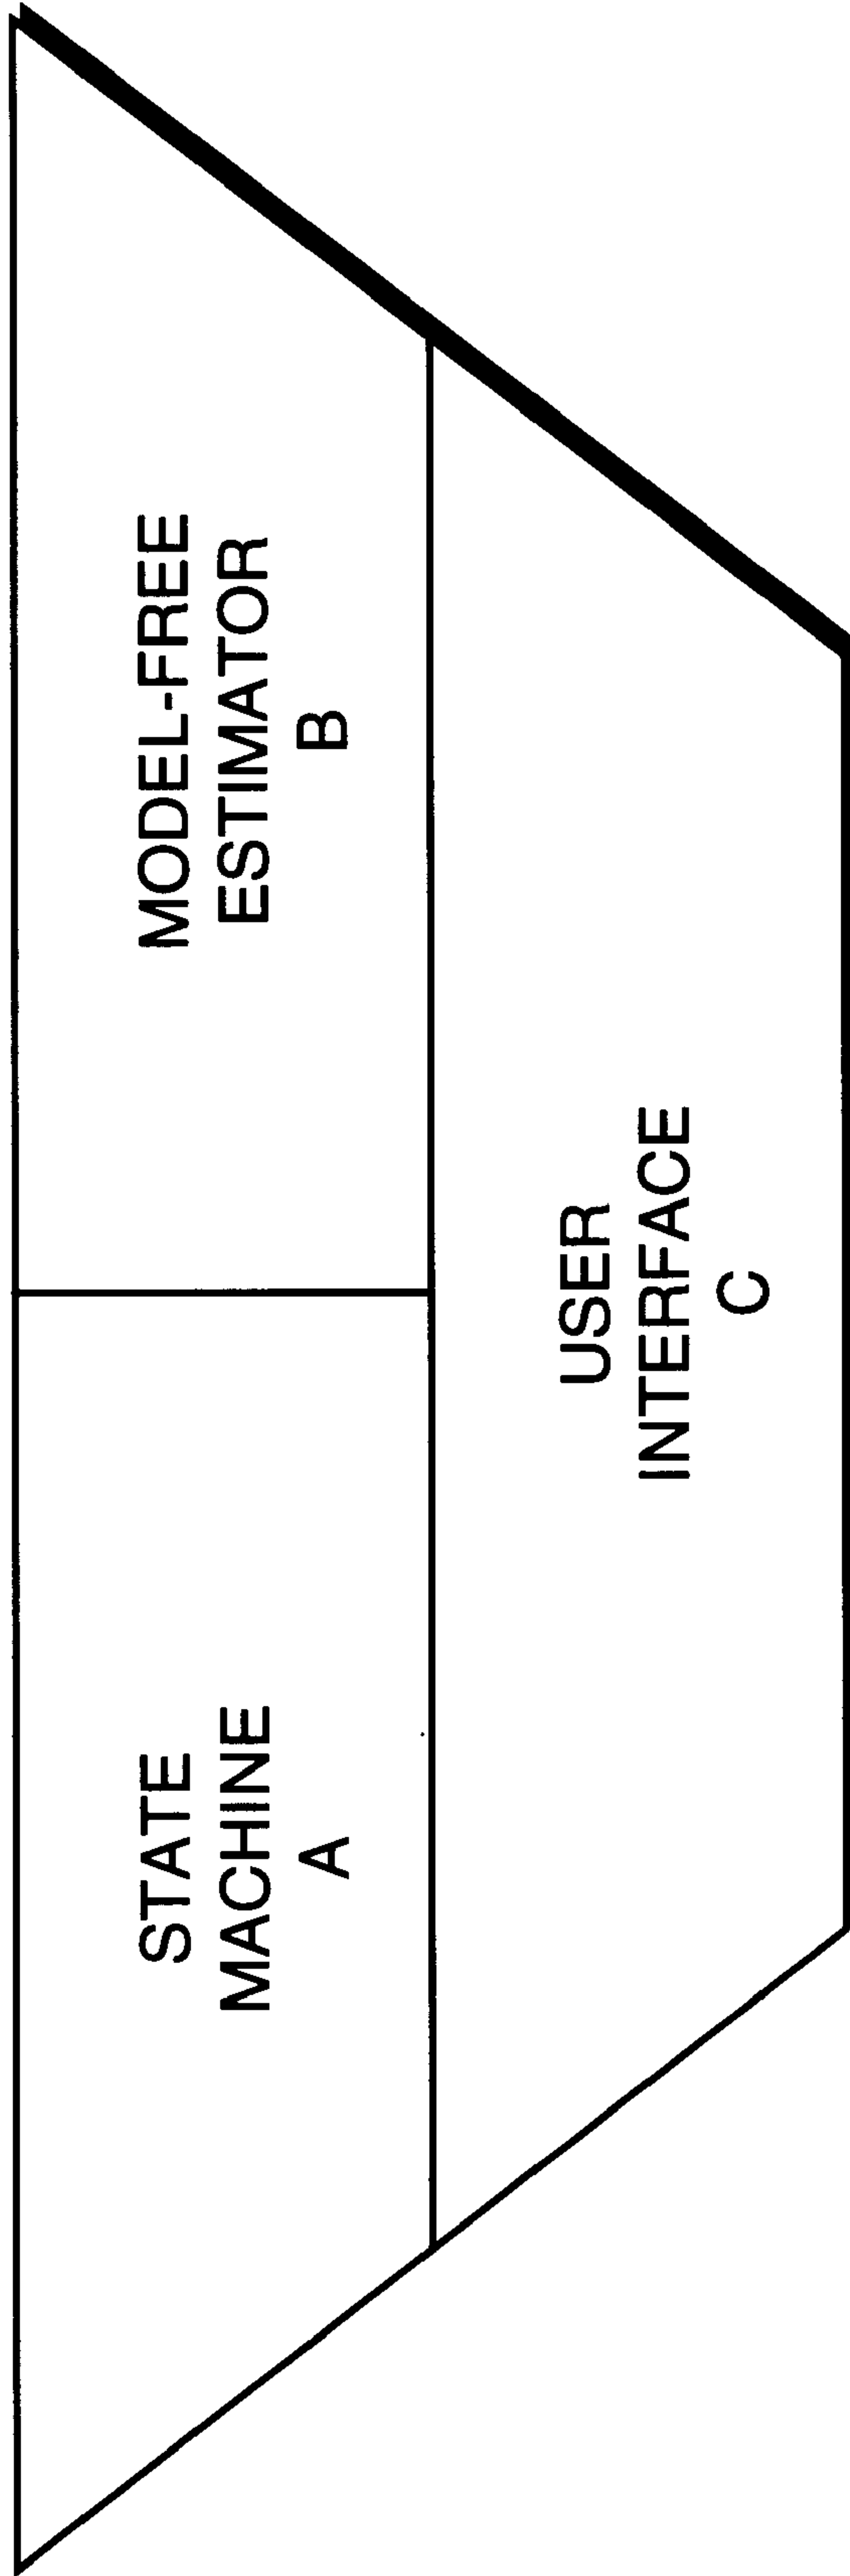 STATE
MACHINE
A
MODEL-FREE
ESTIMATOR
B
USER
INTERFACE
C